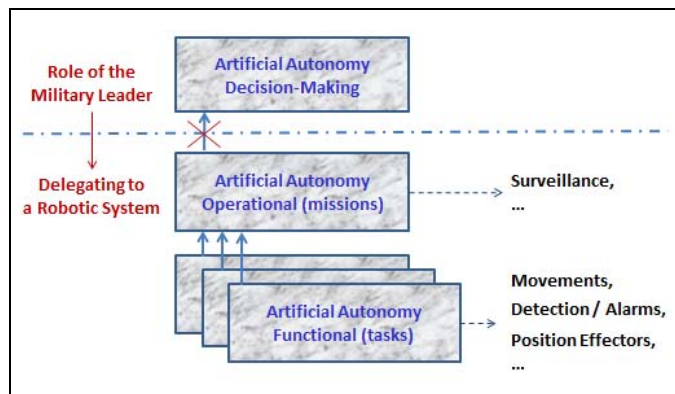 Role of the
Military Leader
Artificial Autonomy
Decision-Making
Delegating to
a Robotic System
Artificial Autonomy
Operational (missions)
Surveillance,
...
Artificial Autonomy
Functional (tasks)
Movements,
Detection / Alarms,
Position Effectors,
...